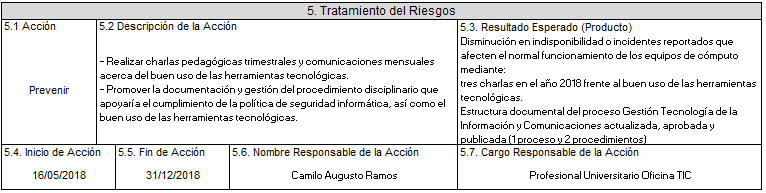 5. Tratamiento del Riesgos
5.1 Acción
5.2 Descripción de la Acción
5.3. Resultado Esperado (Producto)
Prevenir
- Realizar charlas pedagógicas trimestrales y comunicaciones mensuales
acerca del buen uso de las herramientas tecnológicas.
- Promover la documentación y gestión del procedimiento disciplinario que
apoyaría el cumplimiento de la política de seguridad informática, así como el
buen uso de las herramientas tecnológicas.
Disminución en indisponibilidad o incidentes reportados que
afecten el normal funcionamiento de los equipos de cómputo
mediante:
tres charlas en el año 2018 frente al buen uso de las herramientas
tecnológicas.
Estructura documental del proceso Gestión Tecnología de la
Información y Comunicaciones actualizada, aprobada y
publicada (1 proceso y 2 procedimientos)
5.4. Inicio de Acción
5.5. Fin de Acción
5.6. Nombre Responsable de la Acción
5.7. Cargo Responsable de la Acción
16/05/2018
31/12/2018
Camilo Augusto Ramos
Profesional Universitario Oficina TIC